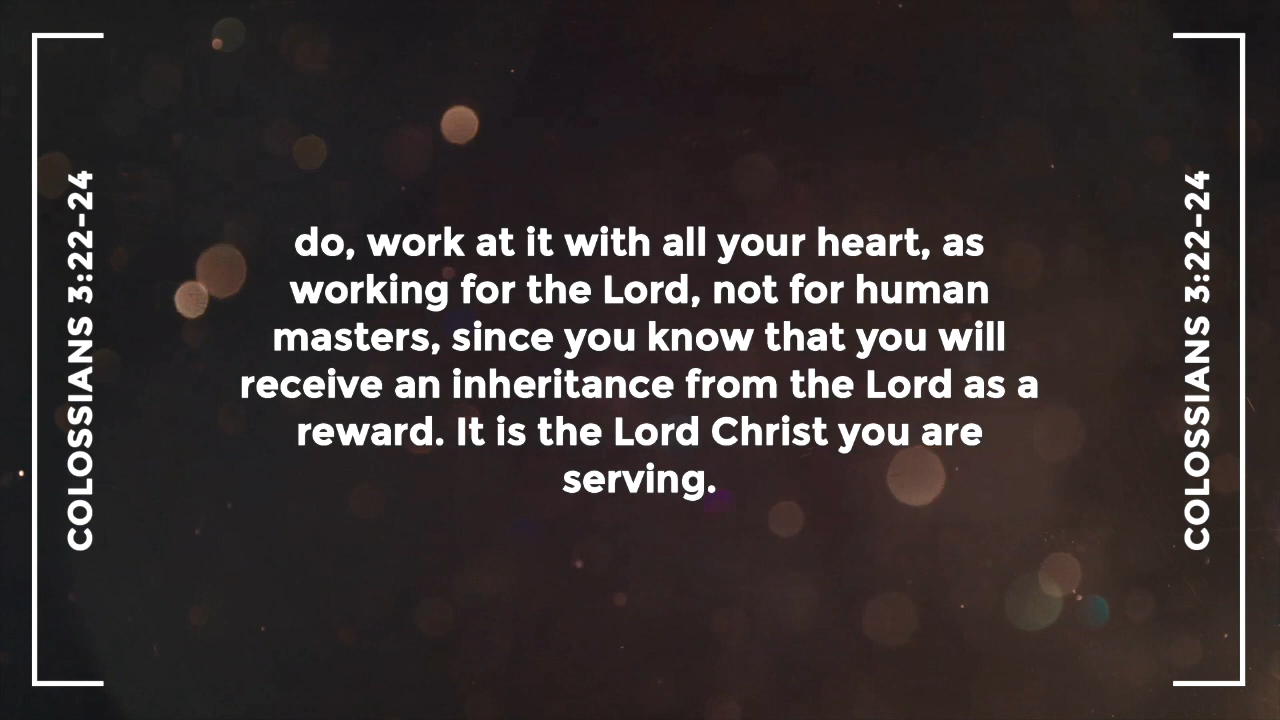 COLOSSIANS 3:22-24
do, work at it with all your heart, as
working for the Lord, not for human
masters, since you know that you will
receive an inheritance from the Lord as a
reward. It is the Lord Christ you are
serving.
COLOSSIANS 3:22-24